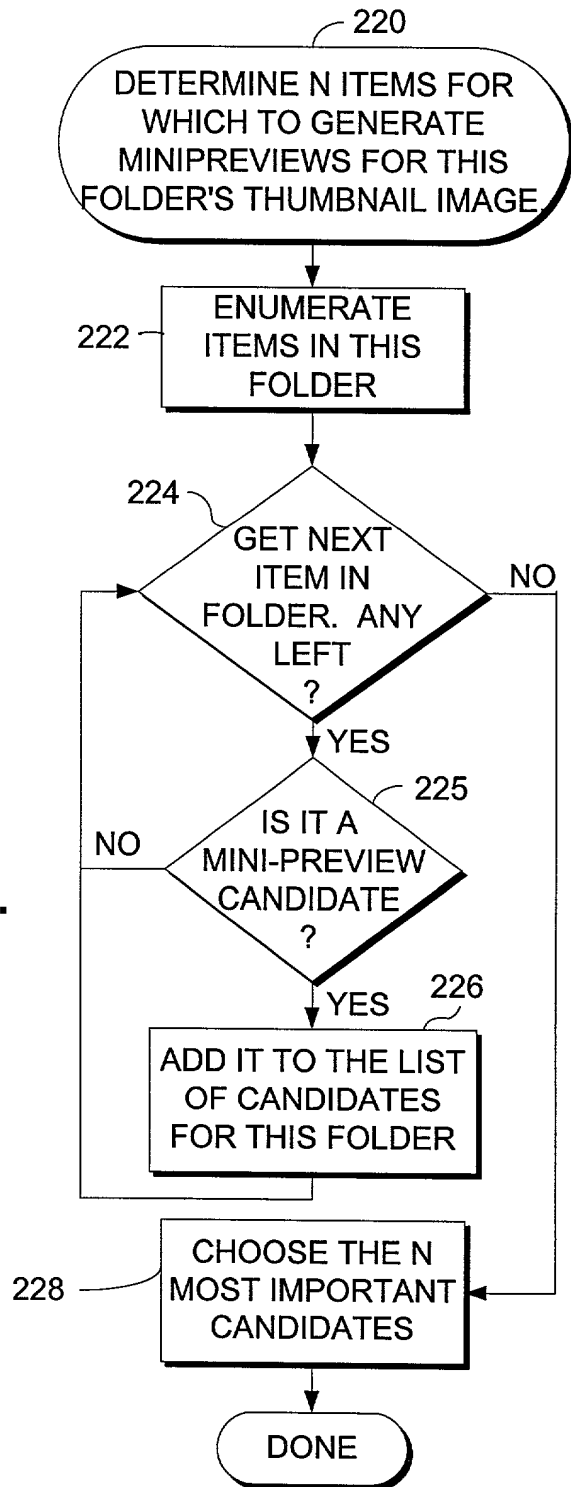 220
DETERMINE N ITEMS FOR
WHICH TO GENERATE
MINIPREVIEWS FOR THIS
FOLDER'S THUMBNAIL IMAGE.
222
ENUMERATE
ITEMS IN THIS
FOLDER
224
GET NEXT
ITEM IN
FOLDER. ANY
LEFT
?
NO
YES
225
IS IT A
MINI-PREVIEW
CANDIDATE
?
NO
YES
226
ADD IT TO THE LIST
OF CANDIDATES
FOR THIS FOLDER
228
CHOOSE THE N
MOST IMPORTANT
CANDIDATES
DONE